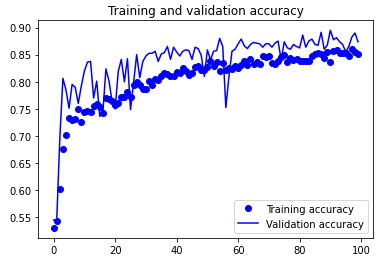 Training and validation accuracy
0.90
0.85
0.80
0.75
0.70
0.65
0.60
0.55
Training accuracy
Validation accuracy
0 20 40 60 80 100